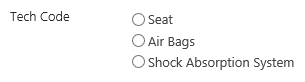 Tech Code
Seat
Air Bags
Shock Absorption System